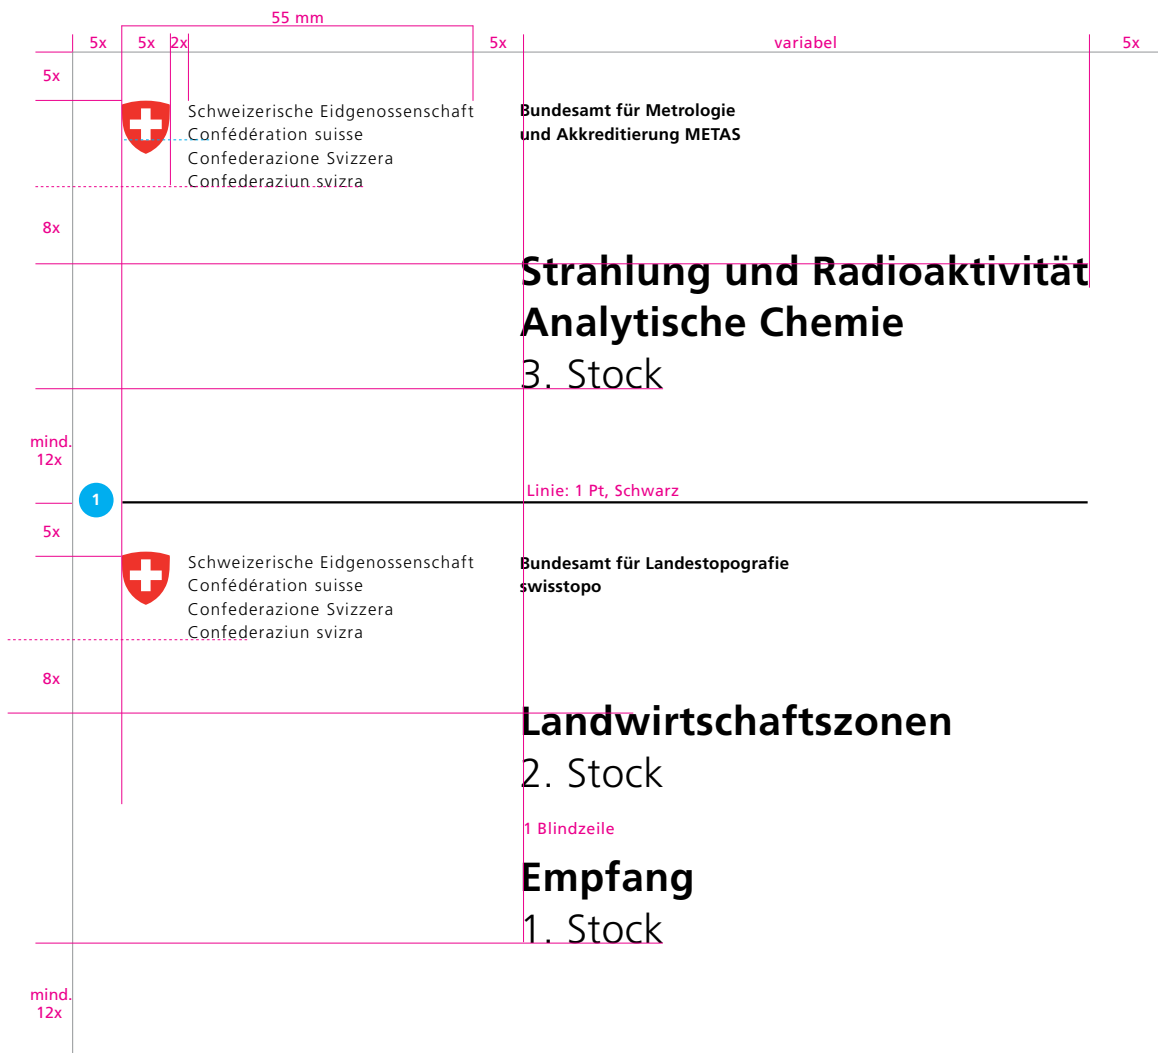 55 mm
5x 5x 2x 5x variabel 5x
5x
Schweizerische Eidgenossenschaft
Confédération suisse
Confederazione Svizzera
Confederaziun svizra
Bundesamt für Metrologie
und Akkreditierung METAS
8x
Strahlung und Radioaktivität
Analytische Chemie
3. Stock
mind.
12x
1
Linie: 1 Pt, Schwarz
5x
Schweizerische Eidgenossenschaft
Confédération suisse
Confederazione Svizzera
Confederaziun svizra
Bundesamt für Landestopografie
swisstopo
8x
Landwirtschaftszonen
2. Stock
1 Blindzeile
Empfang
1. Stock
mind.
12x